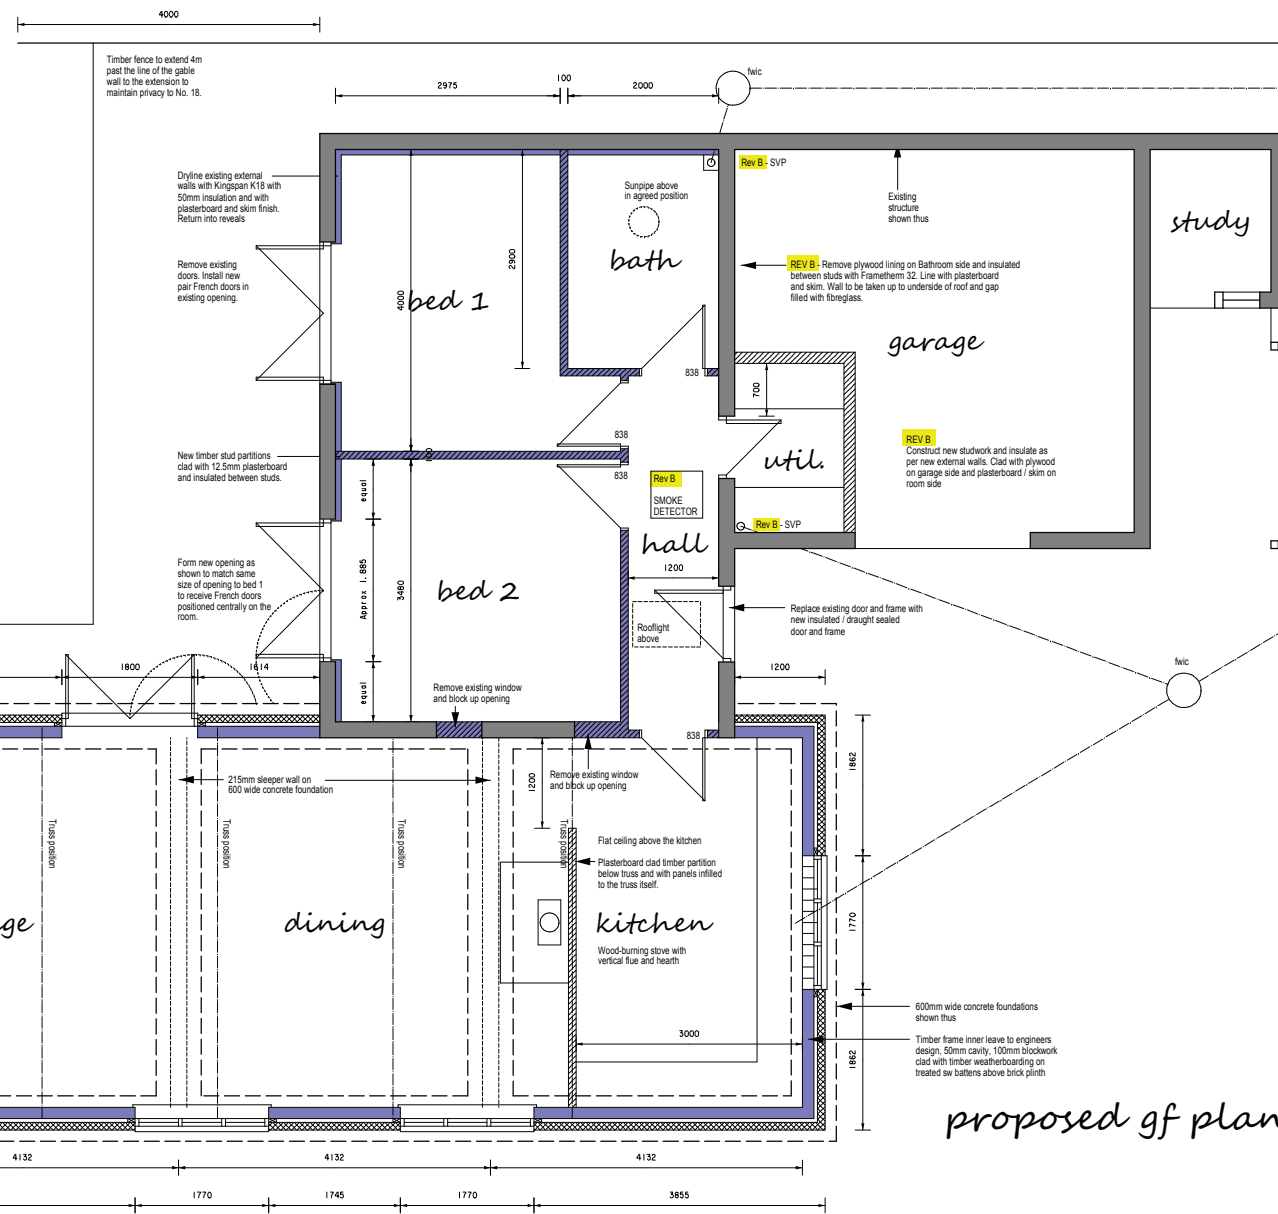 4000
Timber fence to extend 4m
past the line of the gable
wall to the extension to
maintain privacy to No. 18.
2975
100
2000
fwic
Dryline existing external
walls with Kingspan K18 with
50mm insulation and with
plasterboard and skim finish.
Return into reveals
Sunpipe above
in agreed position
Rev B - SVP
Existing
structure
shown thus
study
bath
2900
4000
bed 1
Remove existing
doors. Install new
pair French doors in
existing opening.
REV B - Remove plywood lining on Bathroom side and insulated
between studs with Frametherm 32. Line with plasterboard
and skim. Wall to be taken up to underside of roof and gap
filled with fibreglass.
garage
838
700
838
100
838
New timber stud partitions
clad with 12.5mm plasterboard
and insulated between studs.
util.
REV B
Construct new studwork and insulate as
per new external walls. Clad with plywood
on garage side and plasterboard / skim on
room side
Rev B
SMOKE
DETECTOR
Rev B - SVP
equal
Approx 1.885
equal
3480
hall
1200
Form new opening as
shown to match same
size of opening to bed 1
to receive French doors
positioned centrally on the
room.
bed 2
Rooflight
above
Replace existing door and frame with
new insulated / draught sealed
door and frame
fwic
1800
1614
1200
Remove existing window
and block up opening
838
215mm sleeper wall on
600 wide concrete foundation
1200
Remove existing window
and block up opening
1862
Truss position
Truss position
Truss position
Truss position
Flat ceiling above the kitchen
Plasterboard clad timber partition
below truss and with panels infilled
to the truss itself.
ge
dining
kitchen
1770
Wood-burning stove with
vertical flue and hearth
3000
600mm wide concrete foundations
shown thus
Timber frame inner leave to engineers
design, 50mm cavity, 100mm blockwork
clad with timber weatherboarding on
treated sw battens above brick plinth
1862
proposed gf plan
4132
4132
4132
1770
1745
1770
3855